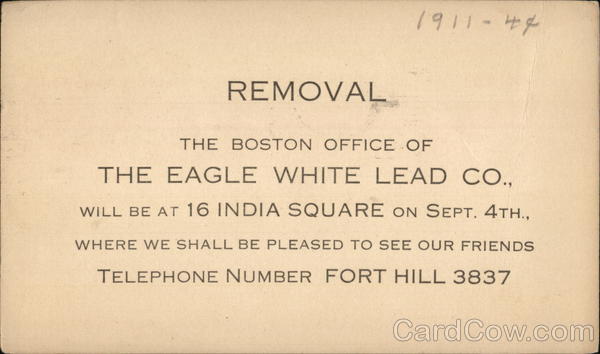 1911 - 4¢
REMOVAL
THE BOSTON OFFICE OF
THE EAGLE WHITE LEAD CO.,
WILL BE AT 16 INDIA SQUARE ON SEPT. 4TH.,
WHERE WE SHALL BE PLEASED TO SEE OUR FRIENDS
TELEPHONE NUMBER FORT HILL 3837
CardCow.com